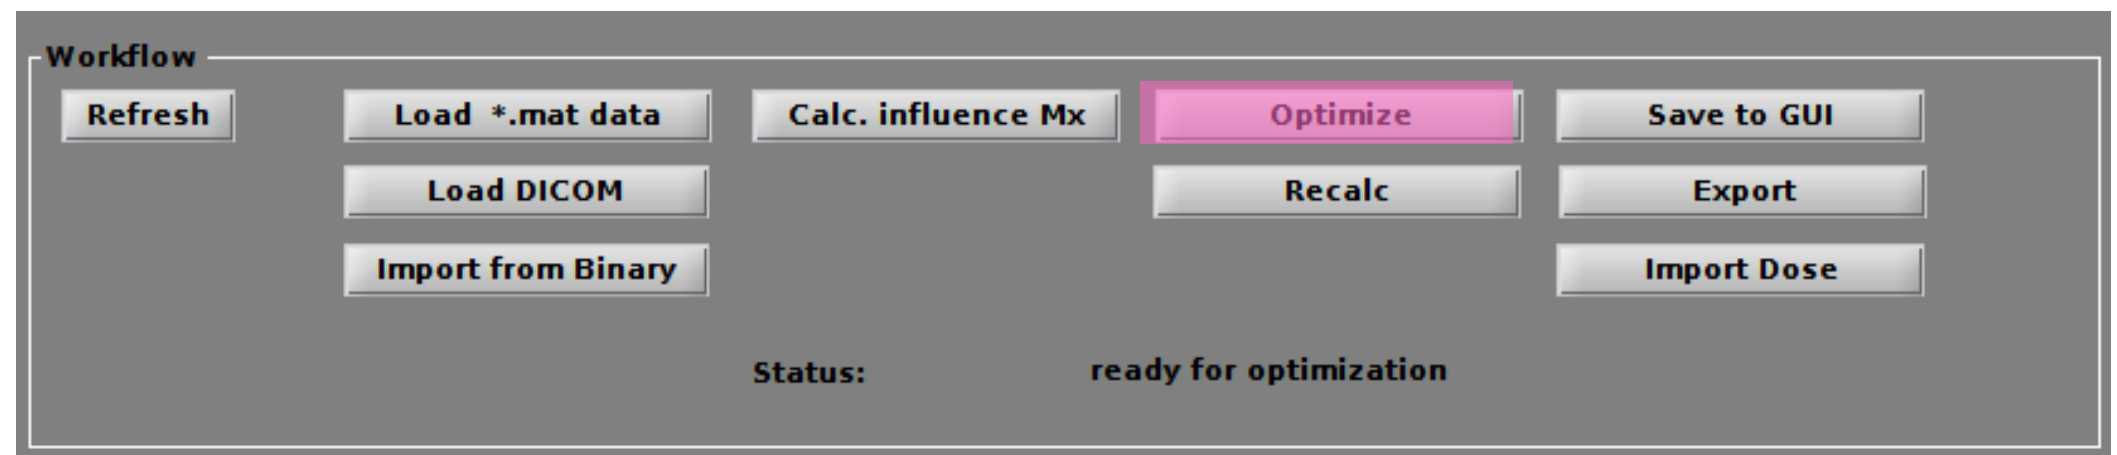 Workflow
Refresh Load *.mat data Calc. influence Mx Optimize Save to GUI
Load DICOM Recalc Export
Import from Binary Import Dose
Status: ready for optimization